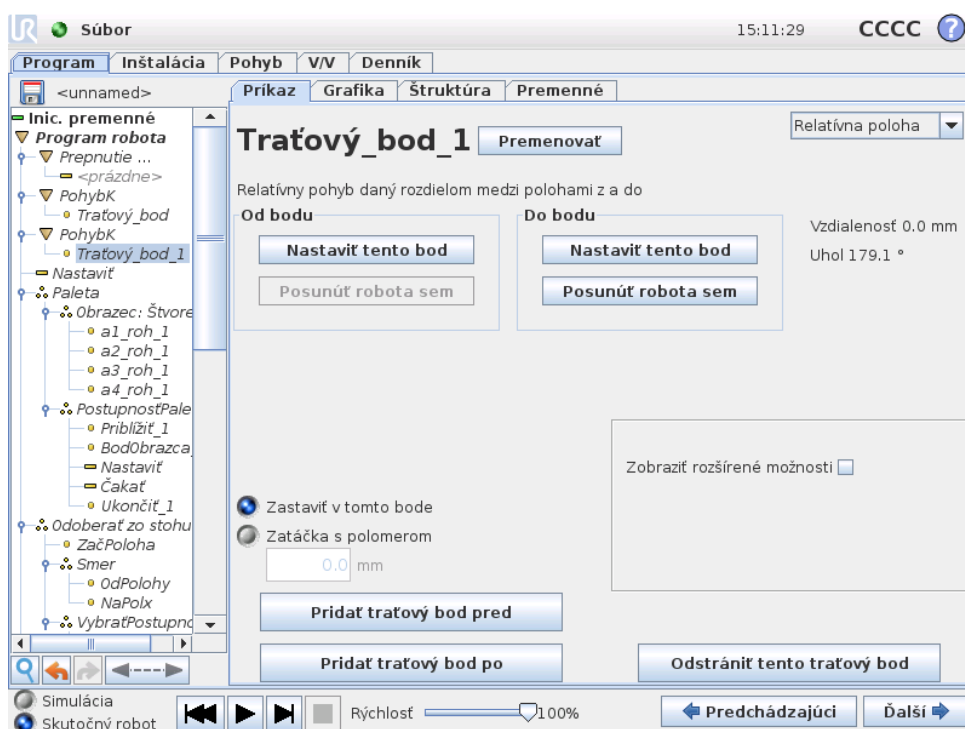 UR Súbor 15:11:29 CCCC ?
Program Inštalácia Pohyb V/V Denník
<unnamed> Príkaz Grafika Štruktúra Premenné
Inic. premenné
Program robota
Prepnutie ...
<prázdne>
PohybK
Traťový_bod
PohybK
Traťový_bod_1
Nastaviť
Paleta
Obrazec: Štvore
a1_roh_1
a2_roh_1
a3_roh_1
a4_roh_1
PostupnosťPale
Priblížiť_1
BodObrazca_
Nastaviť
Čakať
Ukončiť_1
Odoberať zo stohu
ZačPoloha
Smer
OdPolohy
NaPolx
VybraťPostupno
Traťový_bod_1 Premenovať Relatívna poloha
Relatívny pohyb daný rozdielom medzi polohami z a do
Od bodu
Nastaviť tento bod
Posunúť robota sem
Do bodu
Nastaviť tento bod
Posunúť robota sem
Vzdialenosť 0.0 mm
Uhol 179.1 °
Zobraziť rozšírené možnosti
Zastaviť v tomto bode
Zatáčka s polomerom
0.0 mm
Pridať traťový bod pred
Pridať traťový bod po Odstrániť tento traťový bod
Simulácia
Skutočný robot
Rýchlosť 100% Predchádzajúci Ďalší